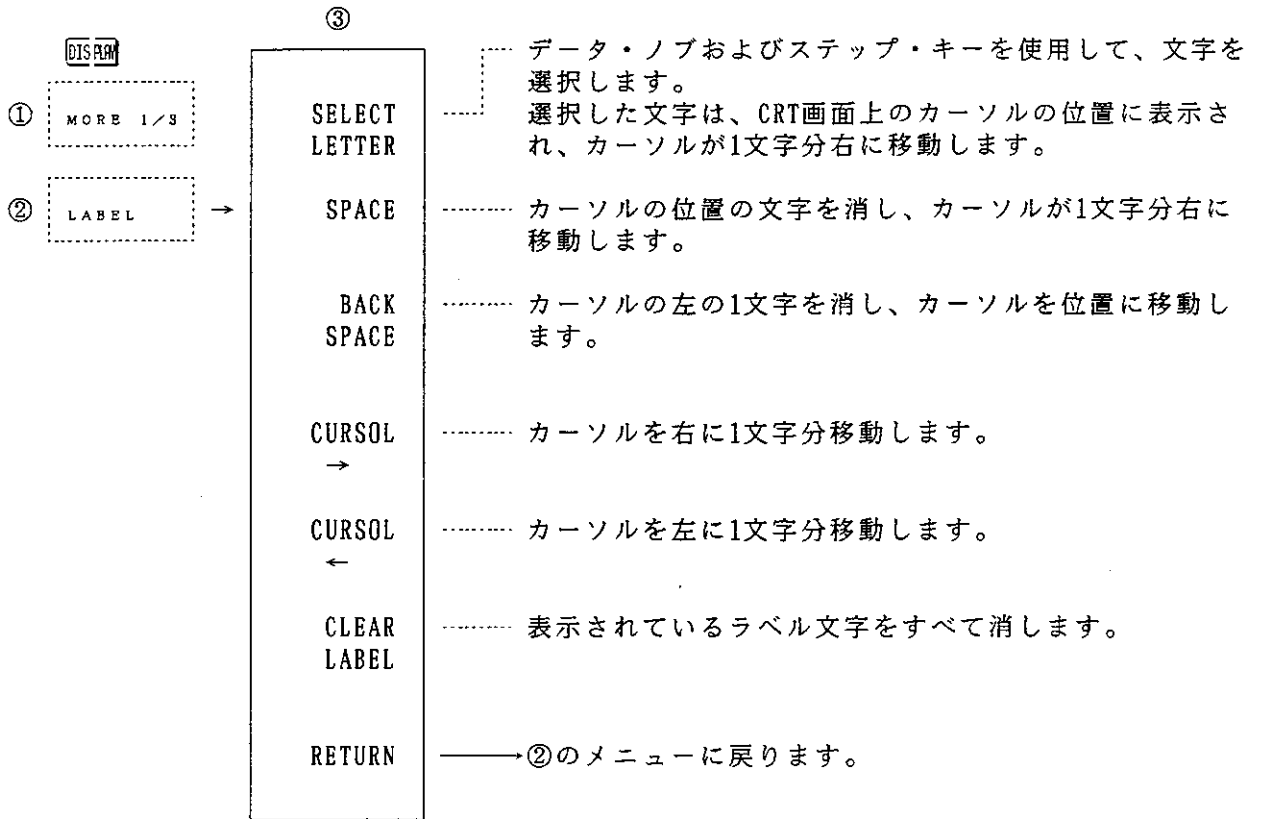 ③
DISPLAY
① MORE 1/3
② LABEL →
SELECT
LETTER
データ・ノブおよびステップ・キーを使用して、文字を
選択します。
選択した文字は、CRT画面上のカーソルの位置に表示さ
れ、カーソルが1文字分右に移動します。
SPACE
カーソルの位置の文字を消し、カーソルが1文字分右に
移動します。
BACK
SPACE
カーソルの左の1文字を消し、カーソルを位置に移動し
ます。
CURSOL
→
カーソルを右に1文字分移動します。
CURSOL
←
カーソルを左に1文字分移動します。
CLEAR
LABEL
表示されているラベル文字をすべて消します。
RETURN →②のメニューに戻ります。